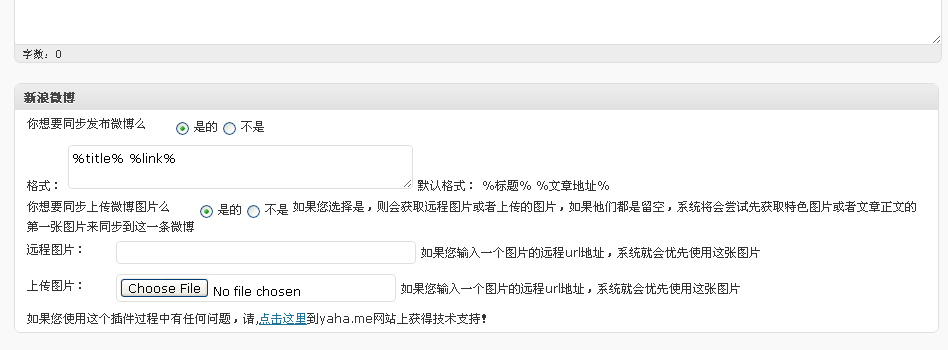 字数：0
新浪微博
你想要同步发布微博么 是的 不是
%title% %link%
格式： 默认格式： %标题% %文章地址%
你想要同步上传微博图片么 是的 不是 如果您选择是，则会获取远程图片或者上传的图片，如果他们都是留空，系统将会尝试先获取特色图片或者文章正文的
第一张图片来同步到这一条微博
远程图片： 如果您输入一个图片的远程url地址，系统就会优先使用这张图片
上传图片： Choose File No file chosen 如果您输入一个图片的远程url地址，系统就会优先使用这张图片
如果您使用这个插件过程中有任何问题，请,点击这里到yaha.me网站上获得技术支持！